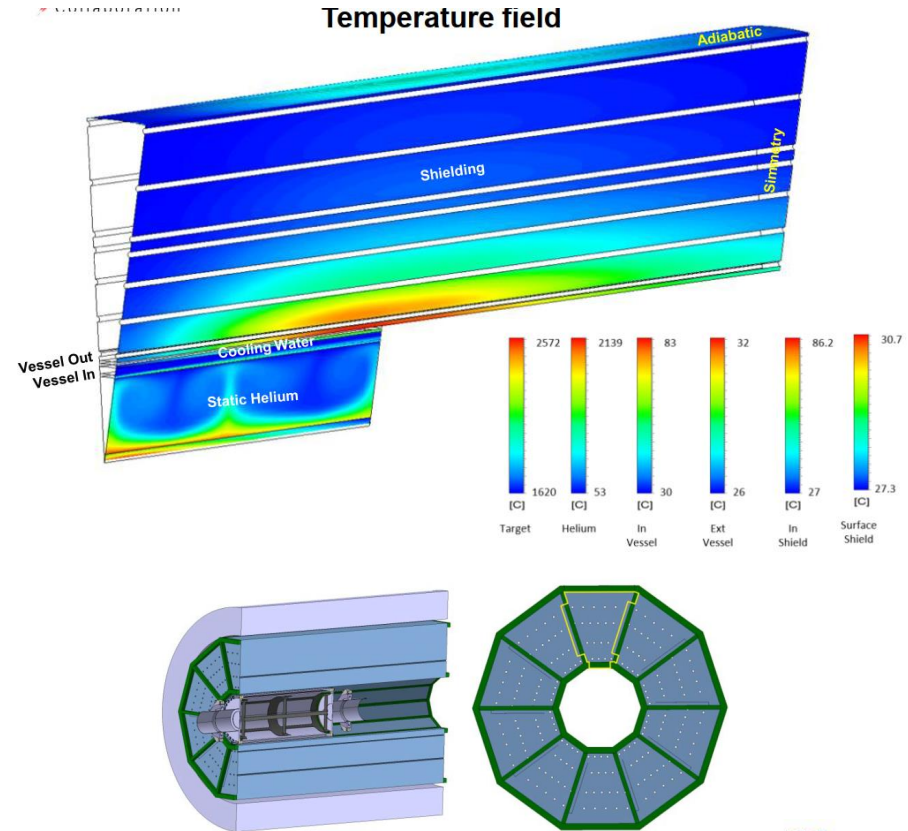 Temperature field
Adiabatic
Simmetry
Shielding
Vessel Out
Vessel In
Cooling Water
Static Helium
2572
2139
83
32
86.2
30.7
1620
53
30
26
27
27.3
[C]
[C]
[C]
[C]
[C]
[C]
Target
Helium
In
Vessel
Ext
Vessel
In
Shield
Surface
Shield